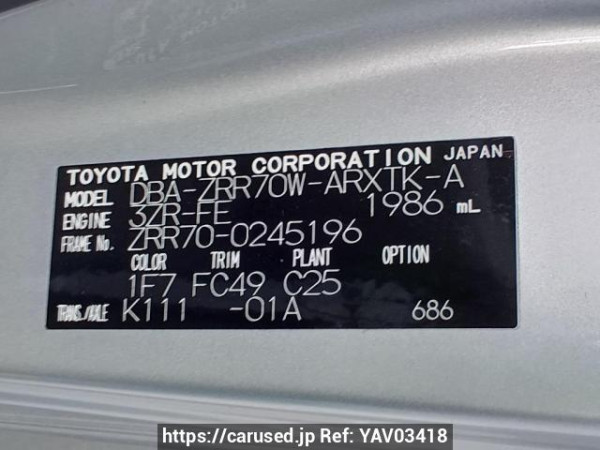 TOYOTA MOTOR CORPORATION JAPAN
MODEL DBA-ZRR70W-ARXTK-A
ENGINE 3ZR-FE 1986 mL
FRAME No. ZRR70-0245196
COLOR TRIM PLANT OPTION
1F7 FC49 C25
TRANS./AXLE K111 -01A 686
https://carused.jp Ref: YAV03418